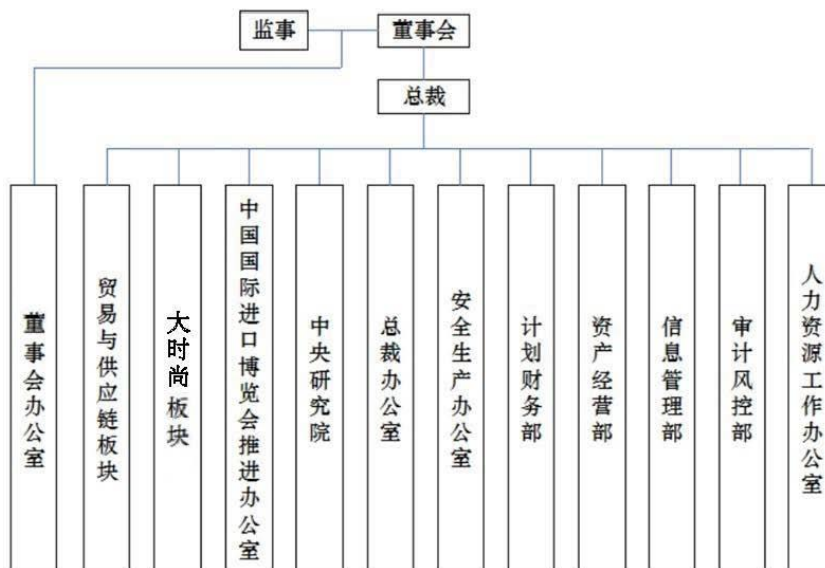 监事
董事会
总裁
董事会办公室
贸易与供应链板块
大时尚板块
中国国际进口博览会推进办公室
中央研究院
总裁办公室
安全生产办公室
计划财务部
资产经营部
信息管理部
审计风控部
人力资源工作办公室